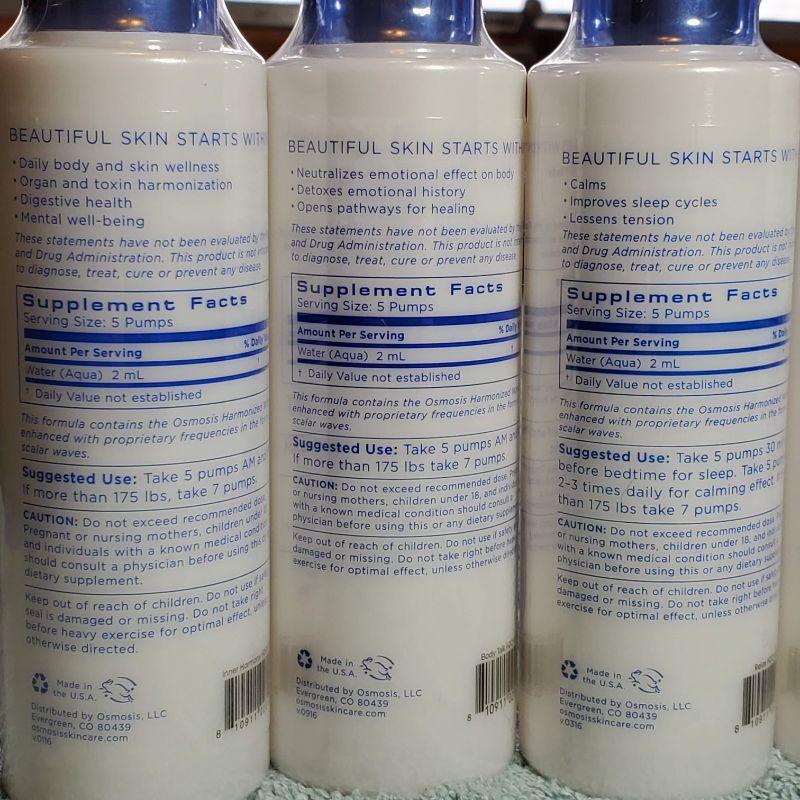 BEAUTIFUL SKIN STARTS WITH
• Daily body and skin wellness
• Organ and toxin harmonization
• Digestive health
• Mental well-being
These statements have not been evaluated by
and Drug Administration. This product is not
to diagnose, treat, cure or prevent any disease.
Supplement Facts
Serving Size: 5 Pumps
Amount Per Serving % Daily
Water (Aqua) 2 mL †
† Daily Value not established
This formula contains the Osmosis Harmonized
enhanced with proprietary frequencies in the
scalar waves.
Suggested Use: Take 5 pumps AM and
If more than 175 lbs, take 7 pumps.
CAUTION: Do not exceed recommended dose.
Pregnant or nursing mothers, children under
and individuals with a known medical
should consult a physician before using this or any
dietary supplement.
Keep out of reach of children. Do not use if
seal is damaged or missing. Do not take right
before heavy exercise for optimal effect,
otherwise directed.
Made in
the U.S.A.
Inner Harmony
Distributed by Osmosis, LLC
Evergreen, CO 80439
osmosisskincare.com
v.0916
8 10911
BEAUTIFUL SKIN STARTS WITH
• Neutralizes emotional effect on body
• Detoxes emotional history
• Opens pathways for healing
These statements have not been evaluated by the
and Drug Administration. This product is not
to diagnose, treat, cure or prevent any disease.
Supplement Facts
Serving Size: 5 Pumps
Amount Per Serving % Daily
Water (Aqua) 2 mL †
† Daily Value not established
This formula contains the Osmosis Harmonized
enhanced with proprietary frequencies in the
scalar waves.
Suggested Use: Take 5 pumps AM and
If more than 175 lbs, take 7 pumps.
CAUTION: Do not exceed recommended dose.
or nursing mothers, children under 18, and
with a known medical condition should consult a
physician before using this or any dietary
Keep out of reach of children. Do not use if
damaged or missing. Do not take right before
exercise for optimal effect, unless otherwise
Made in
the U.S.A.
Body Talk
Distributed by Osmosis, LLC
Evergreen, CO 80439
osmosisskincare.com
v.0916
8 10911
BEAUTIFUL SKIN STARTS WITH
• Calms
• Improves sleep cycles
• Lessens tension
These statements have not been evaluated by the
and Drug Administration. This product is not
to diagnose, treat, cure or prevent any disease.
Supplement Facts
Serving Size: 5 Pumps
Amount Per Serving % Daily
Water (Aqua) 2 mL
† Daily Value not established
This formula contains the Osmosis Harmonized
enhanced with proprietary frequencies in the
scalar waves.
Suggested Use: Take 5 pumps 30
before bedtime for sleep. Take 5
2-3 times daily for calming effect.
than 175 lbs take 7 pumps.
CAUTION: Do not exceed recommended dose.
or nursing mothers, children under 18, and
with a known medical condition should consult
physician before using this or any dietary
Keep out of reach of children. Do not use if
damaged or missing. Do not take right before
exercise for optimal effect, unless otherwise
Made in
the U.S.A.
Relax
Distributed by Osmosis, LLC
Evergreen, CO 80439
osmosisskincare.com
v.0316
8 10911